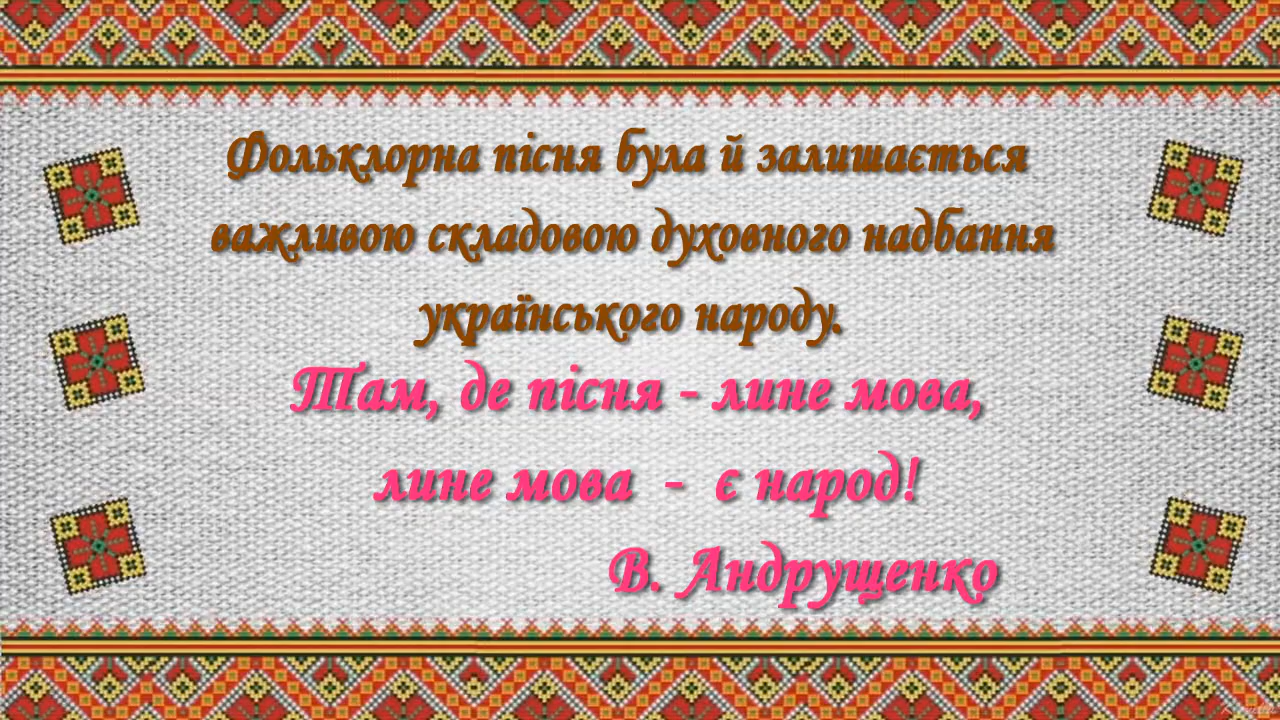 Фольклорна пісня була й залишається
важливою складовою духовного надбання
українського народу.
Там, де пісня - лине мова,
лине мова - є народ!
В. Андрущенко